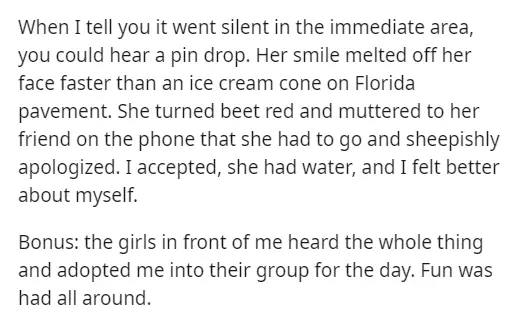 When I tell you it went silent in the immediate area,
you could hear a pin drop. Her smile melted off her
face faster than an ice cream cone on Florida
pavement. She turned beet red and muttered to her
friend on the phone that she had to go and sheepishly
apologized. I accepted, she had water, and I felt better
about myself.
Bonus: the girls in front of me heard the whole thing
and adopted me into their group for the day. Fun was
had all around.